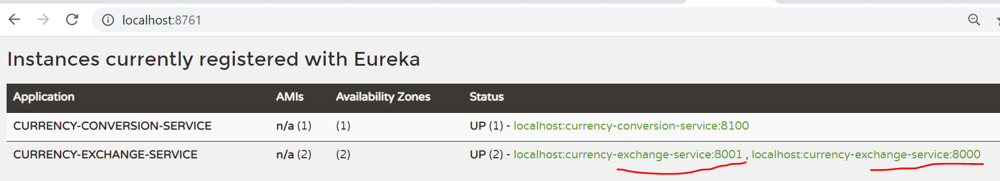 localhost:8761
Instances currently registered with Eureka
Application AMIs Availability Zones Status
CURRENCY-CONVERSION-SERVICE n/a (1) (1) UP (1) - localhost:currency-conversion-service:8100
CURRENCY-EXCHANGE-SERVICE n/a (2) (2) UP (2) - localhost:currency-exchange-service:8001 , localhost:currency-exchange-service:8000